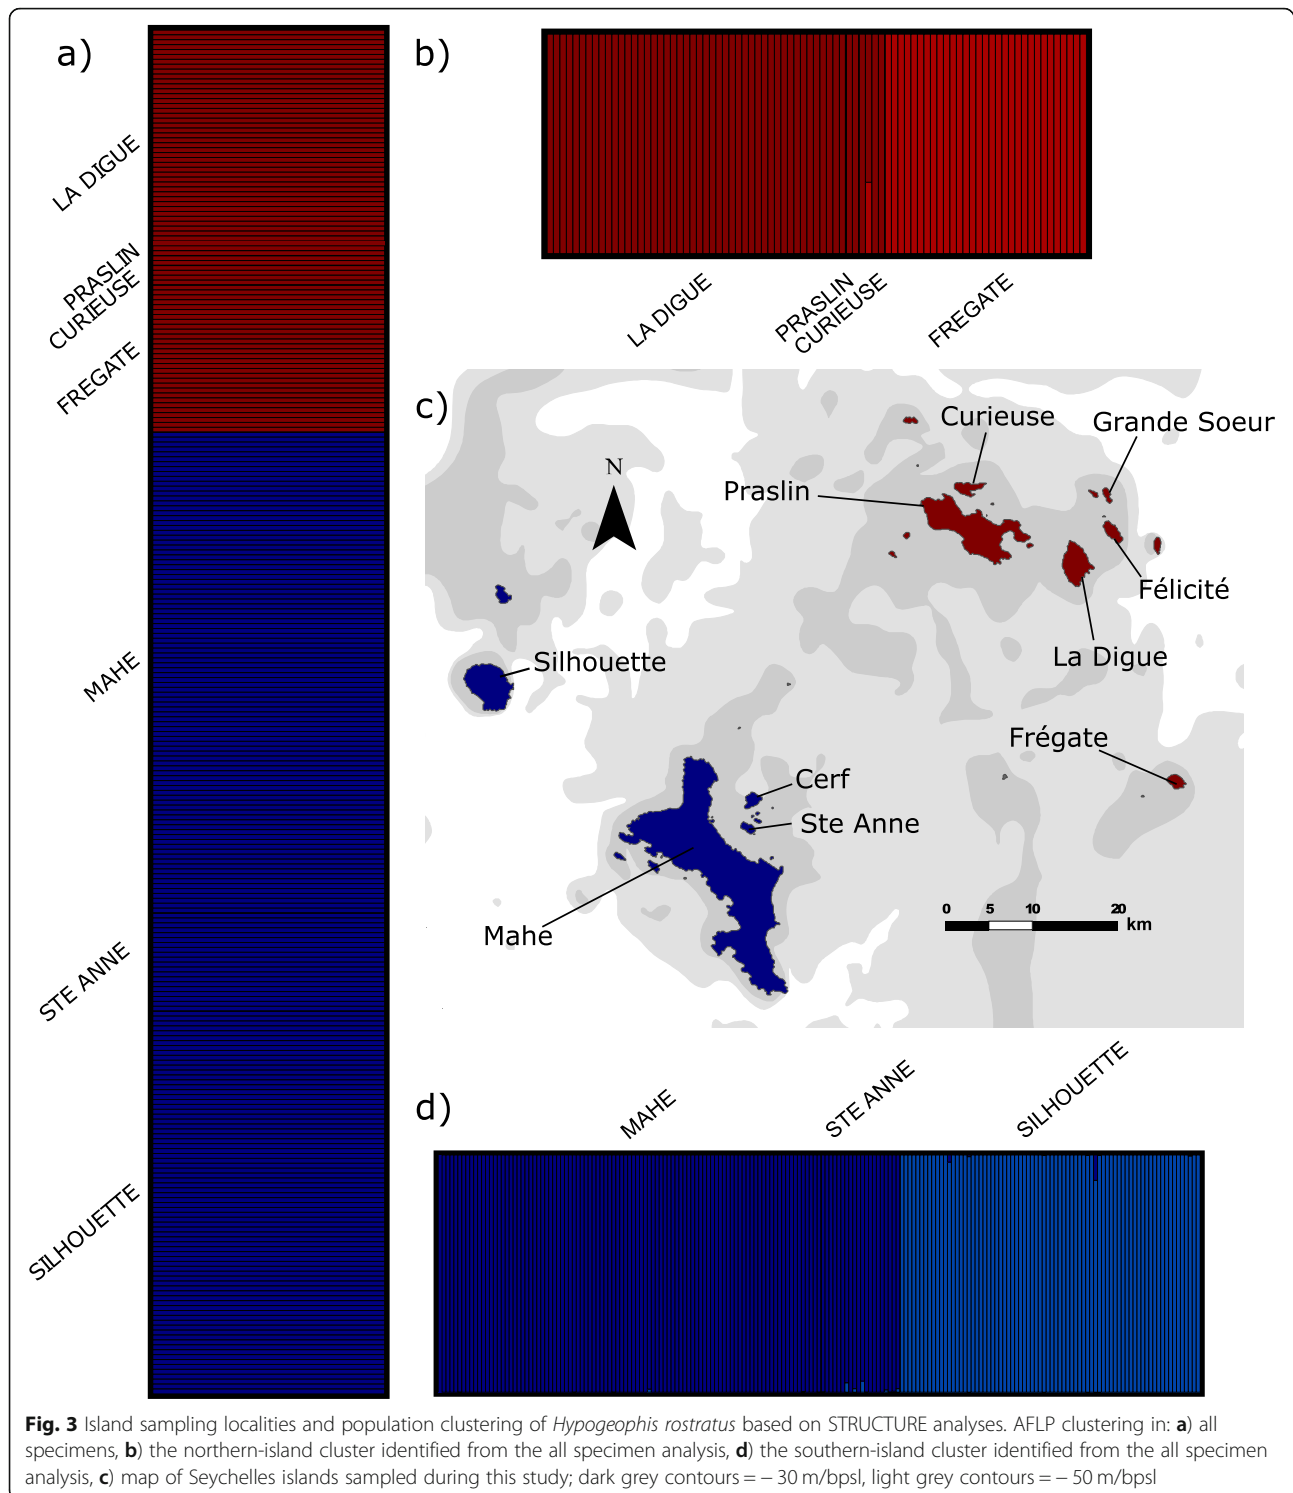 a)
LA DIGUE
PRASLIN
CURIEUSE
FREGATE
MAHE
STE ANNE
SILHOUETTE
b)
LA DIGUE
PRASLIN
CURIEUSE
FREGATE
c)
N
Curieuse
Grande Soeur
Praslin
Félicité
La Digue
Silhouette
Frégate
Cerf
Ste Anne
Mahe
0 5 10 20
km
d)
MAHE
STE ANNE
SILHOUETTE
Fig. 3 Island sampling localities and population clustering of Hypogeophis rostratus based on STRUCTURE analyses. AFLP clustering in: a) all
specimens, b) the northern-island cluster identified from the all specimen analysis, d) the southern-island cluster identified from the all specimen
analysis, c) map of Seychelles islands sampled during this study; dark grey contours = − 30 m/bpsl, light grey contours = − 50 m/bpsl